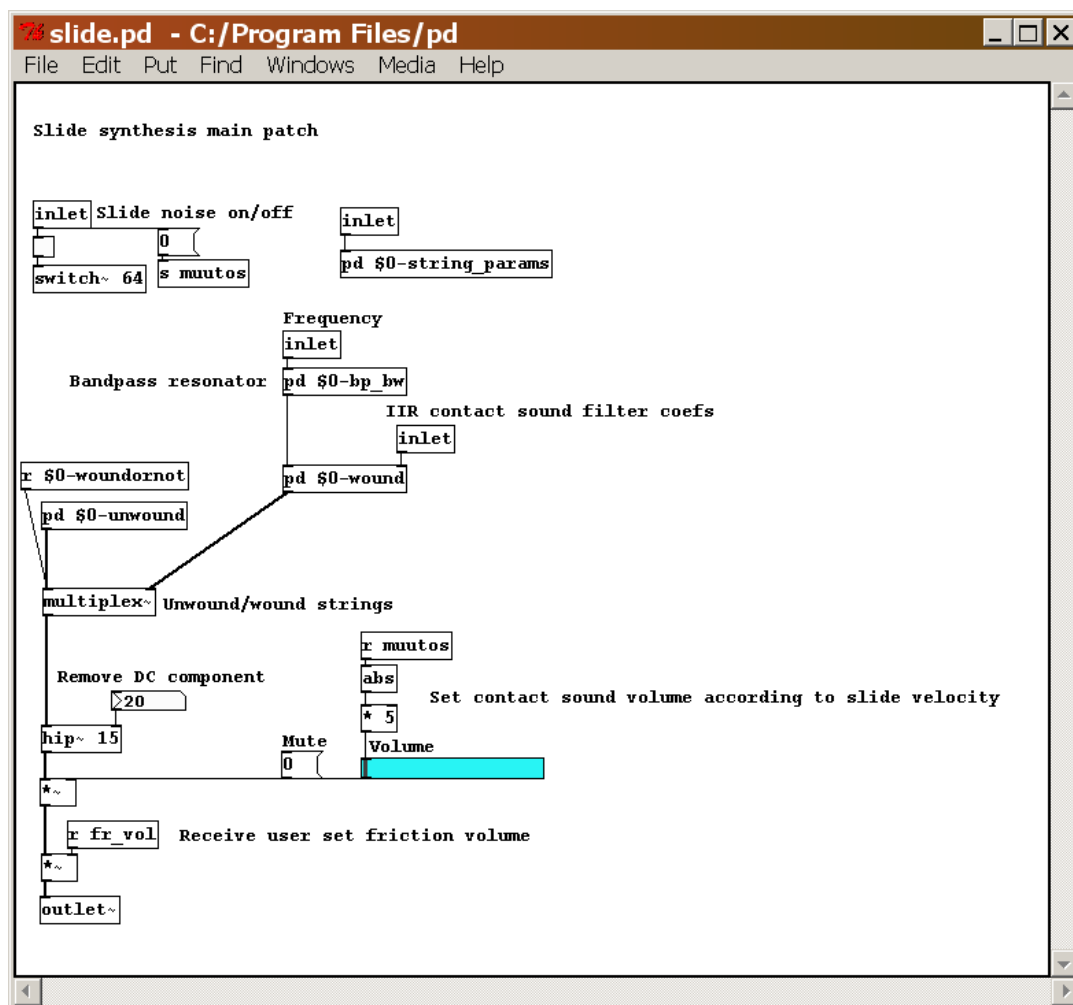 slide.pd - C:/Program Files/pd
File Edit Put Find Windows Media Help
Slide synthesis main patch
inlet Slide noise on/off
inlet
0
pd $0-string_params
switch~ 64
s muutos
Frequency
inlet
Bandpass resonator
pd $0-bp_bw
IIR contact sound filter coefs
inlet
r $0-woundornot
pd $0-wound
pd $0-unwound
multiplex~
Unwound/wound strings
r muutos
Remove DC component
abs
20
Set contact sound volume according to slide velocity
* 5
hip~ 15
Mute
Volume
0
*~
r fr_vol
Receive user set friction volume
*~
outlet~